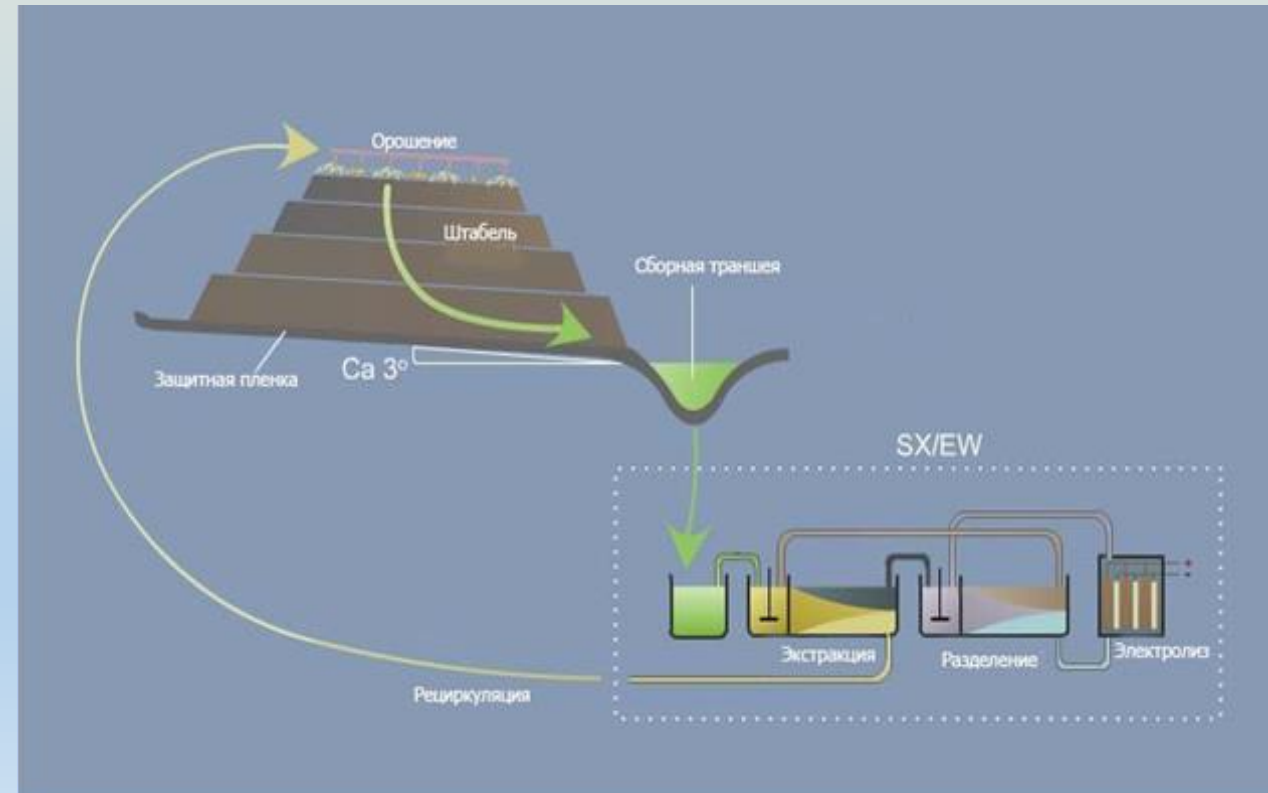 Орошение
Штабель
Сборная траншея
Ca 3°
Защитная пленка
SX/EW
Экстракция
Разделение
Электролиз
Рециркуляция